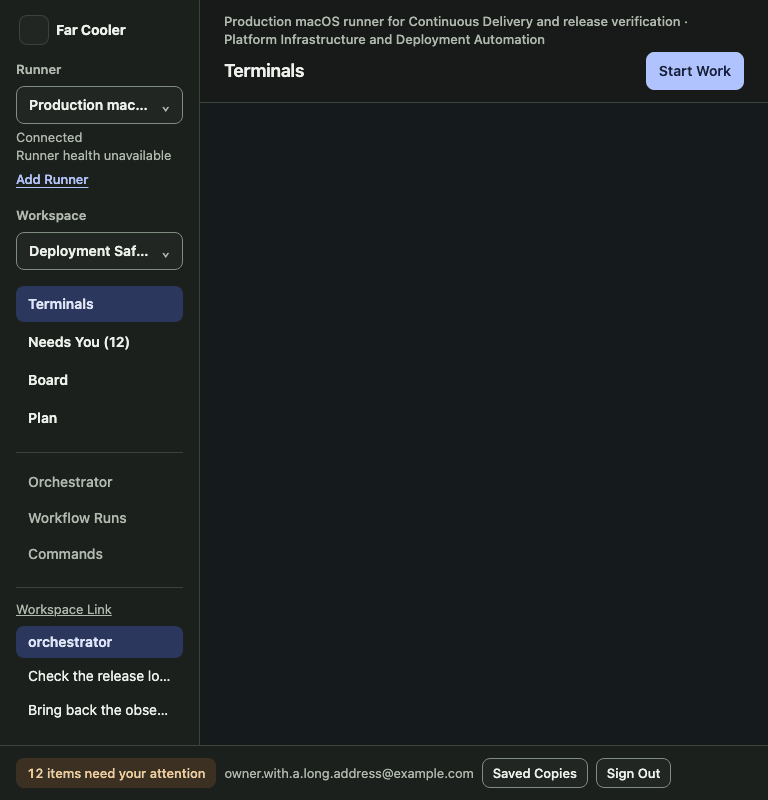 Far Cooler
Runner
Production mac...
Connected
Runner health unavailable
Add Runner
Workspace
Deployment Saf...
Terminals
Needs You (12)
Board
Plan
Orchestrator
Workflow Runs
Commands
Workspace Link
orchestrator
Check the release lo...
Bring back the obse...
Production macOS runner for Continuous Delivery and release verification ·
Platform Infrastructure and Deployment Automation
Terminals
Start Work
12 items need your attention
owner.with.a.long.address@example.com
Saved Copies
Sign Out